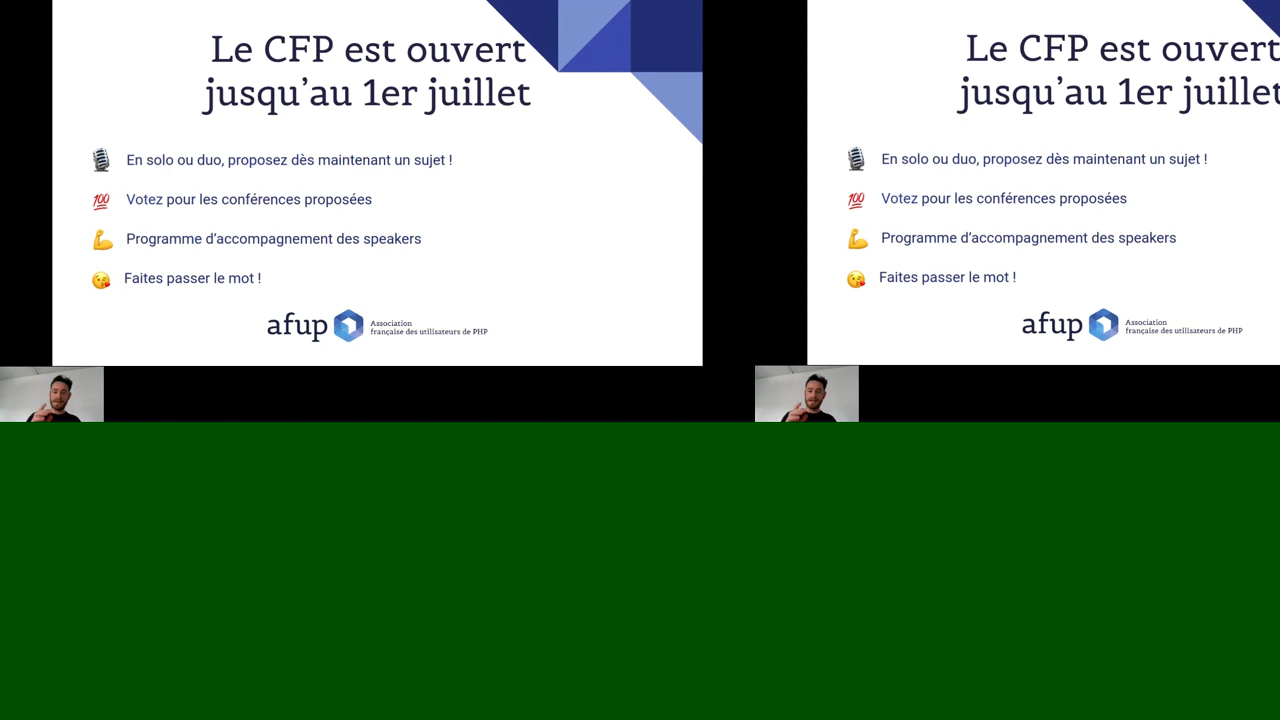 Le CFP est ouvert
jusqu’au 1er juillet
En solo ou duo, proposez dès maintenant un sujet !
💯 Votez pour les conférences proposées
Programme d’accompagnement des speakers
Faites passer le mot !
afup Association
française des utilisateurs de PHP
Le CFP est ouvert
jusqu’au 1er juillet
En solo ou duo, proposez dès maintenant un sujet !
💯 Votez pour les conférences proposées
Programme d’accompagnement des speakers
Faites passer le mot !
afup Association
française des utilisateurs de PHP